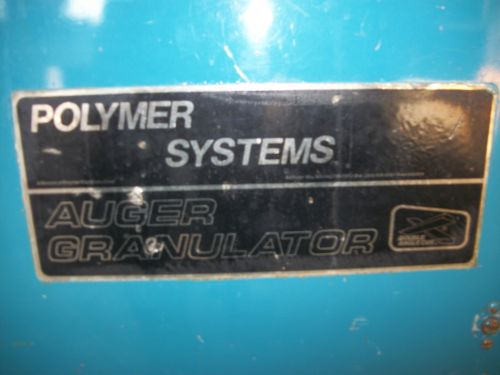 POLYMER
SYSTEMS
AUGER
GRANULATOR